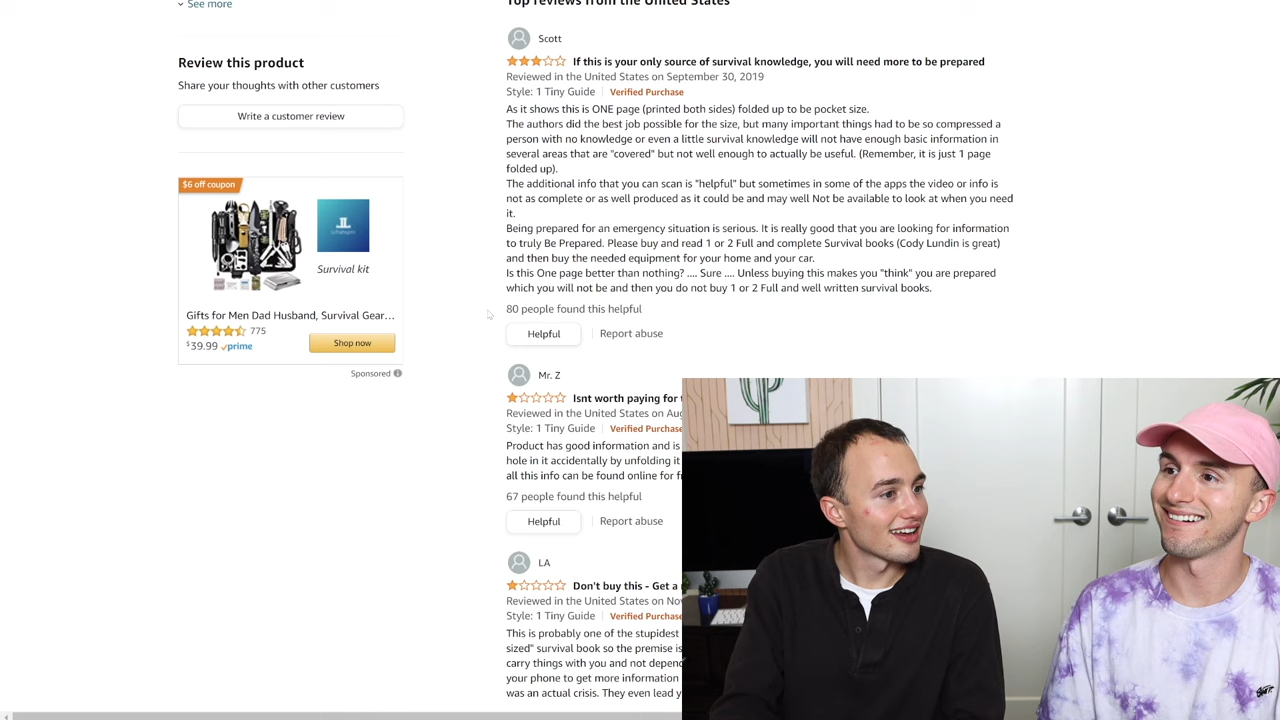 See more
Top reviews from the United States
Review this product
Share your thoughts with other customers
Write a customer review
$6 off coupon
Survival kit
Gifts for Men Dad Husband, Survival Gear…
775
$39.99 prime
Shop now
Sponsored
Scott
If this is your only source of survival knowledge, you will need more to be prepared
Reviewed in the United States on September 30, 2019
Style: 1 Tiny Guide | Verified Purchase
As it shows this is ONE page (printed both sides) folded up to be pocket size.
The authors did the best job possible for the size, but many important things had to be so compressed a
person with no knowledge or even a little survival knowledge will not have enough basic information in
several areas that are "covered" but not well enough to actually be useful. (Remember, it is just 1 page
folded up).
The additional info that you can scan is "helpful" but sometimes in some of the apps the video or info is
not as complete or as well produced as it could be and may well Not be available to look at when you need
it.
Being prepared for an emergency situation is serious. It is really good that you are looking for information
to truly Be Prepared. Please buy and read 1 or 2 Full and complete Survival books (Cody Lundin is great)
and then buy the needed equipment for your home and your car.
Is this One page better than nothing? .... Sure .... Unless buying this makes you "think" you are prepared
which you will not be and then you do not buy 1 or 2 Full and well written survival books.
80 people found this helpful
Helpful | Report abuse
Mr. Z
Isnt worth paying for
Reviewed in the United States on
Style: 1 Tiny Guide | Verified Purchase
Product has good information and is
hole in it accidentally by unfolding it
all this info can be found online for
67 people found this helpful
Helpful | Report abuse
LA
Don't buy this - Get a
Reviewed in the United States on
Style: 1 Tiny Guide | Verified Purchase
This is probably one of the stupidest
sized" survival book so the premise is
carry things with you and not depend
your phone to get more information
was an actual crisis. They even lead